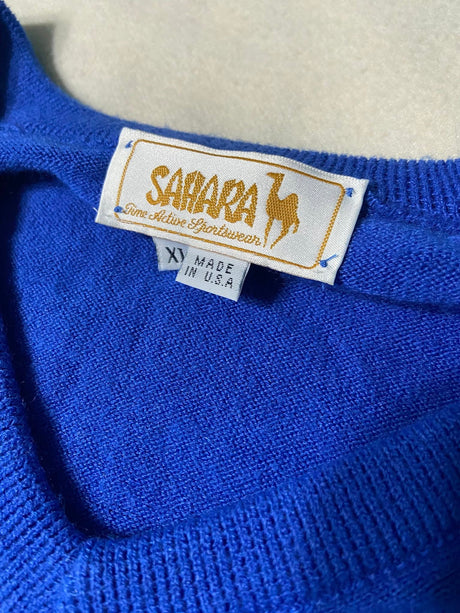 SAHARA
Fine Active Sportswear
MADE
IN U.S.A